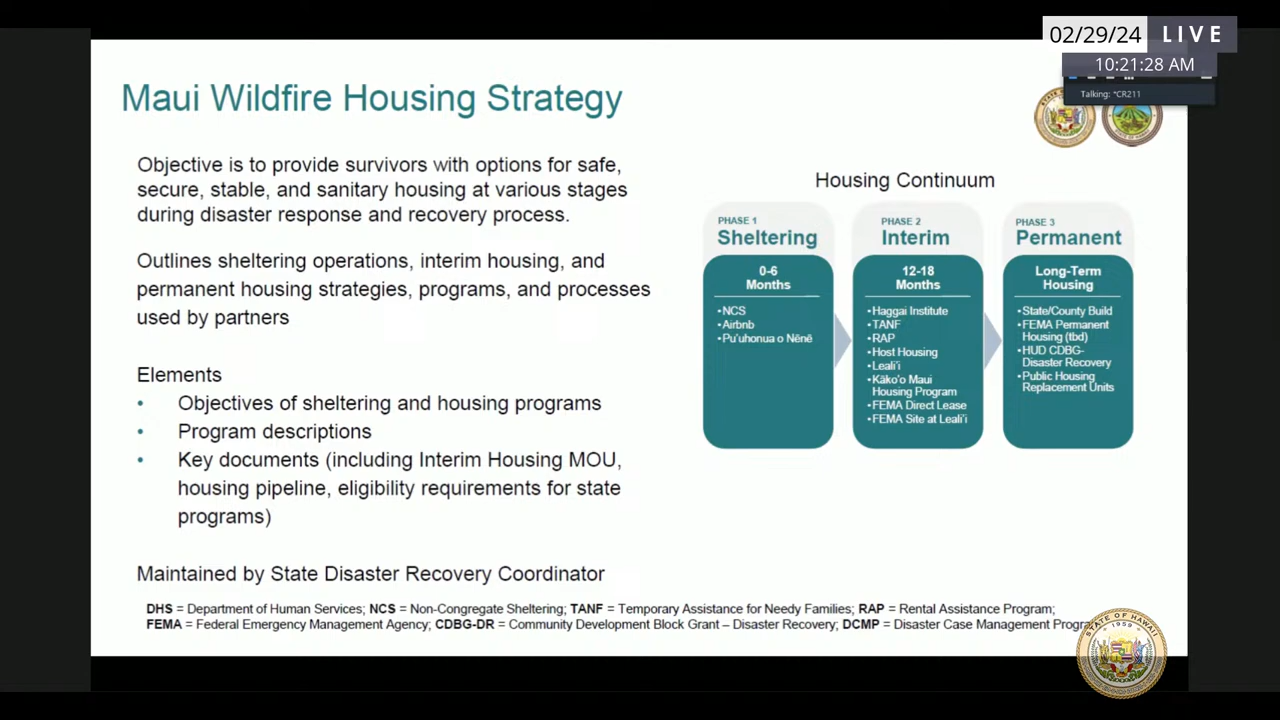 02/29/24 LIVE
10:21:28 AM
Talking: *CR211
Maui Wildfire Housing Strategy
Objective is to provide survivors with options for safe,
secure, stable, and sanitary housing at various stages
during disaster response and recovery process.
Outlines sheltering operations, interim housing, and
permanent housing strategies, programs, and processes
used by partners
Elements
• Objectives of sheltering and housing programs
• Program descriptions
• Key documents (including Interim Housing MOU,
housing pipeline, eligibility requirements for state
programs)
Maintained by State Disaster Recovery Coordinator
Housing Continuum
PHASE 1
Sheltering
0-6
Months
•NCS
•Airbnb
•Pu'uhonua o Nēnē
PHASE 2
Interim
12-18
Months
•Haggai Institute
•TANF
•RAP
•Host Housing
•Leali'i
•Kāko'o Maui
Housing Program
•FEMA Direct Lease
•FEMA Site at Leali'i
PHASE 3
Permanent
Long-Term
Housing
•State/County Build
•FEMA Permanent
Housing (tbd)
•HUD CDBG-
Disaster Recovery
•Public Housing
Replacement Units
DHS = Department of Human Services; NCS = Non-Congregate Sheltering; TANF = Temporary Assistance for Needy Families; RAP = Rental Assistance Program;
FEMA = Federal Emergency Management Agency; CDBG-DR = Community Development Block Grant – Disaster Recovery; DCMP = Disaster Case Management
STATE OF HAWAII
1959